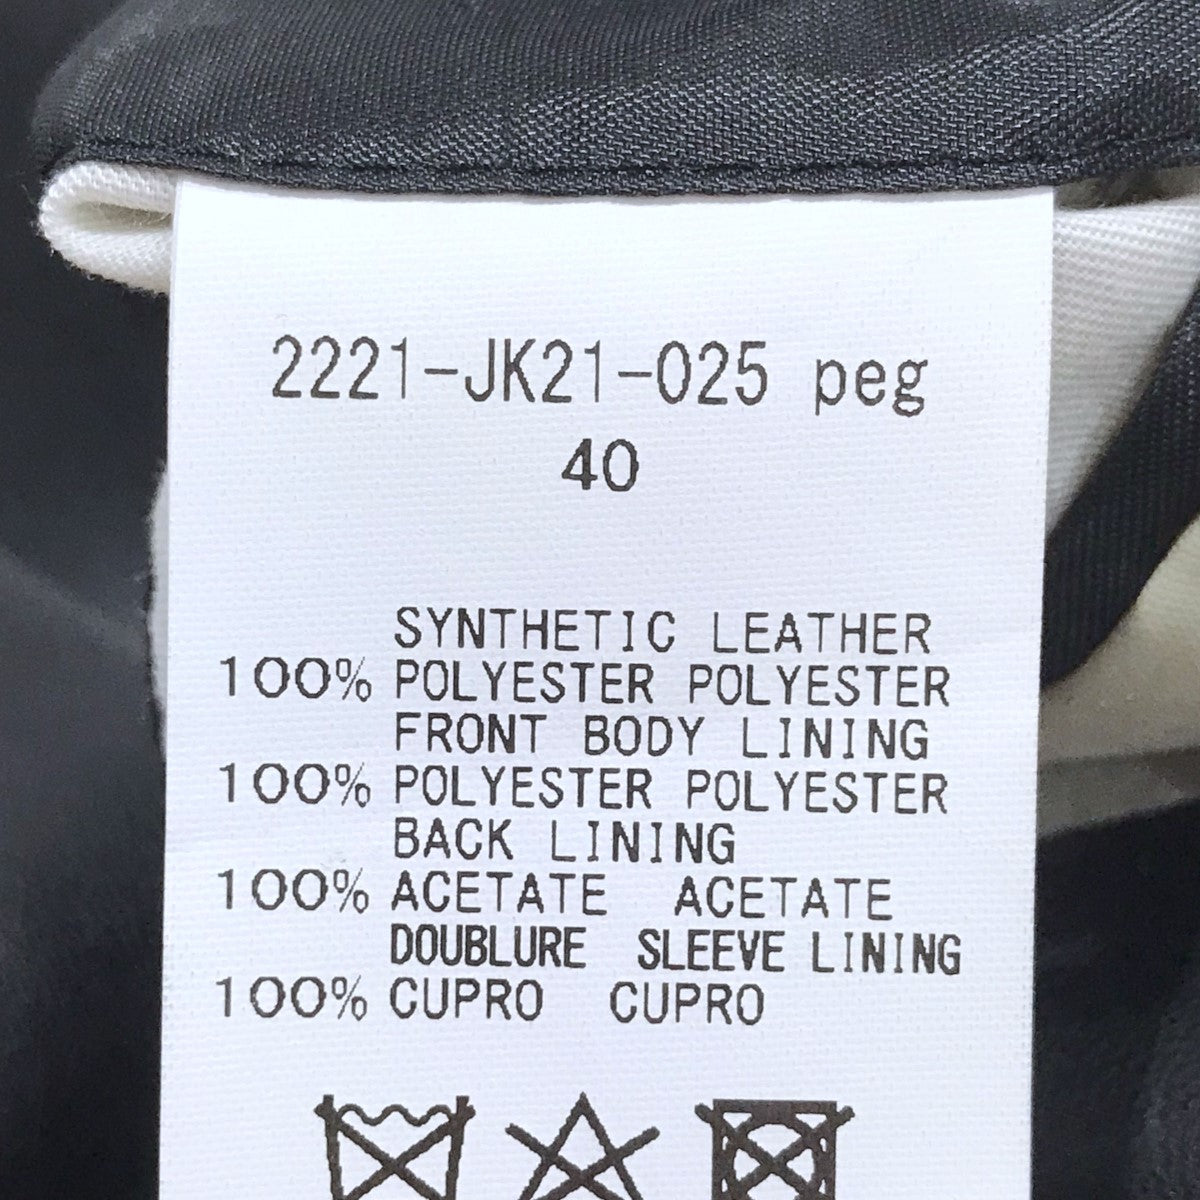 2221-JK21-025 peg
40
SYNTHETIC LEATHER
100% POLYESTER POLYESTER
FRONT BODY LINING
100% POLYESTER POLYESTER
BACK LINING
100% ACETATE ACETATE
DOUBLURE SLEEVE LINING
100% CUPRO CUPRO